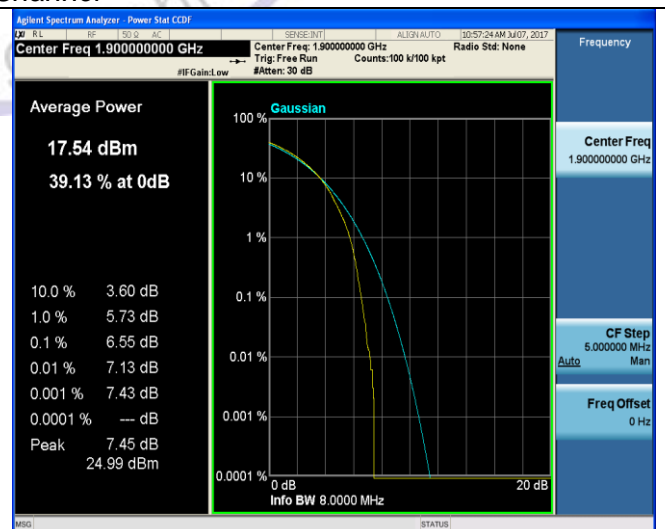 Channel
Agilent Spectrum Analyzer - Power Stat CCDF
LXI RL RF 50 Ω AC SENSE:INT ALIGN AUTO 10:57:24 AM Jul 07, 2017
Center Freq 1.900000000 GHz
Center Freq: 1.900000000 GHz Radio Std: None
Trig: Free Run Counts:100 k/100 kpt
#IFGain:Low #Atten: 30 dB
Frequency
Average Power
17.54 dBm
39.13 % at 0dB
10.0 % 3.60 dB
1.0 % 5.73 dB
0.1 % 6.55 dB
0.01 % 7.13 dB
0.001 % 7.43 dB
0.0001 % --- dB
Peak 7.45 dB
24.99 dBm
Gaussian
100 %
10 %
1 %
0.1 %
0.01 %
0.001 %
0.0001 %
0 dB 20 dB
Info BW 8.0000 MHz
Center Freq
1.900000000 GHz
CF Step
5.000000 MHz
Auto Man
Freq Offset
0 Hz
MSG STATUS